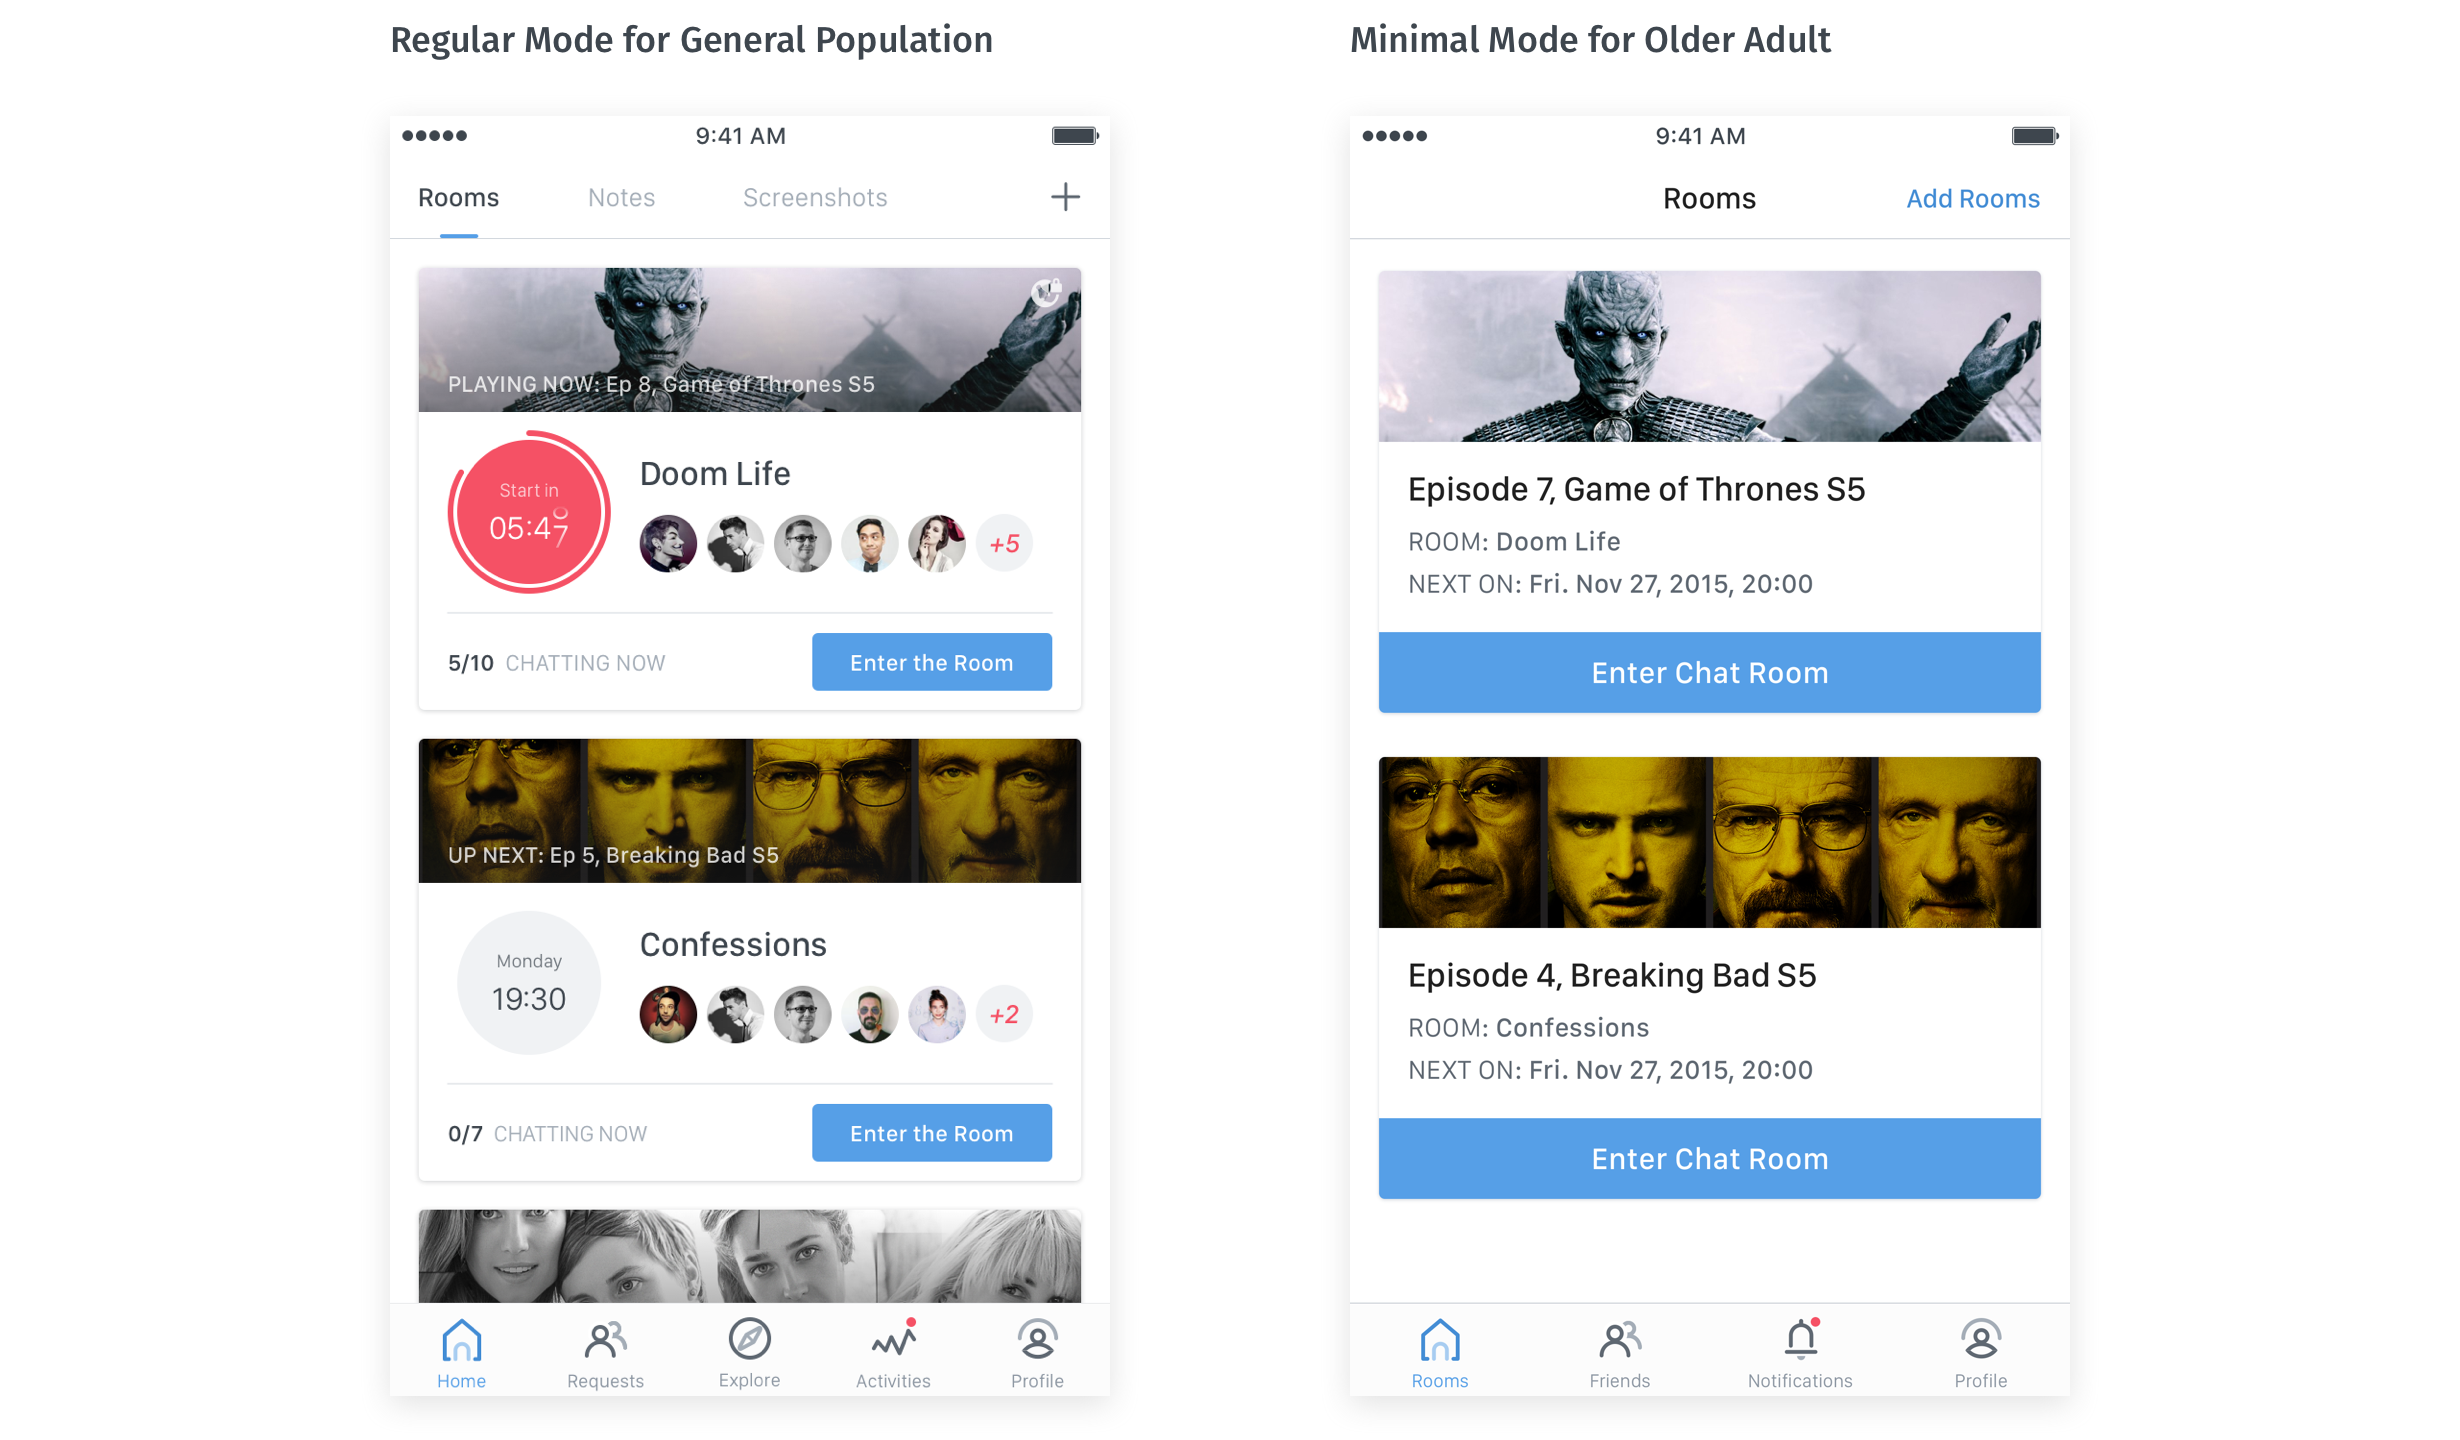 Regular Mode for General Population
9:41 AM
Rooms Notes Screenshots
PLAYING NOW: Ep 8, Game of Thrones S5
Start in
05:47
Doom Life
+5
5/10 CHATTING NOW
Enter the Room
UP NEXT: Ep 5, Breaking Bad S5
Monday
19:30
Confessions
+2
0/7 CHATTING NOW
Enter the Room
Home Requests Explore Activities Profile
Minimal Mode for Older Adult
9:41 AM
Rooms Add Rooms
Episode 7, Game of Thrones S5
ROOM: Doom Life
NEXT ON: Fri. Nov 27, 2015, 20:00
Enter Chat Room
Episode 4, Breaking Bad S5
ROOM: Confessions
NEXT ON: Fri. Nov 27, 2015, 20:00
Enter Chat Room
Rooms Friends Notifications Profile